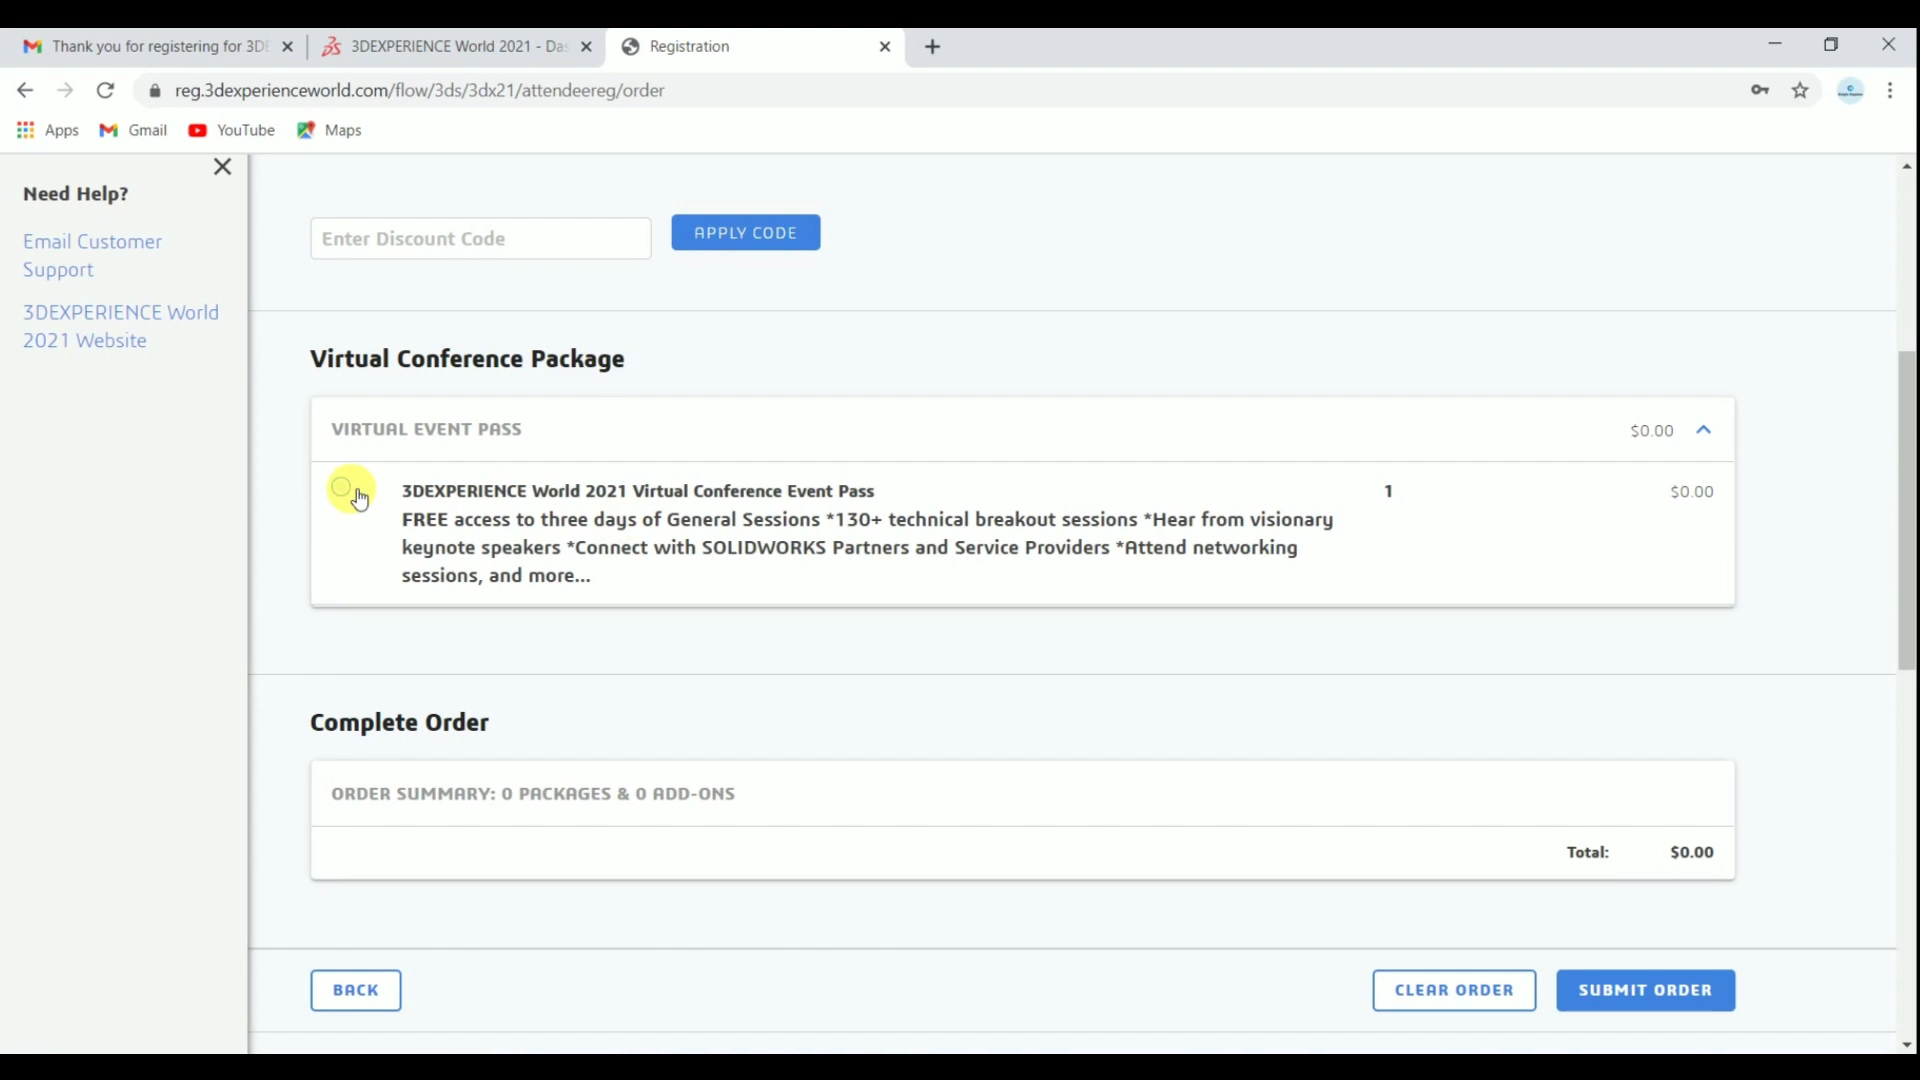 Thank you for registering for 3DE
3DEXPERIENCE World 2021 - Das
Registration
reg.3dexperienceworld.com/flow/3ds/3dx21/attendeereg/order
Apps
Gmail
YouTube
Maps
Need Help?
Email Customer
Support
3DEXPERIENCE World
2021 Website
Enter Discount Code
APPLY CODE
Virtual Conference Package
VIRTUAL EVENT PASS
$0.00
3DEXPERIENCE World 2021 Virtual Conference Event Pass
1
$0.00
FREE access to three days of General Sessions *130+ technical breakout sessions *Hear from visionary
keynote speakers *Connect with SOLIDWORKS Partners and Service Providers *Attend networking
sessions, and more...
Complete Order
ORDER SUMMARY: 0 PACKAGES & 0 ADD-ONS
Total: $0.00
BACK
CLEAR ORDER
SUBMIT ORDER